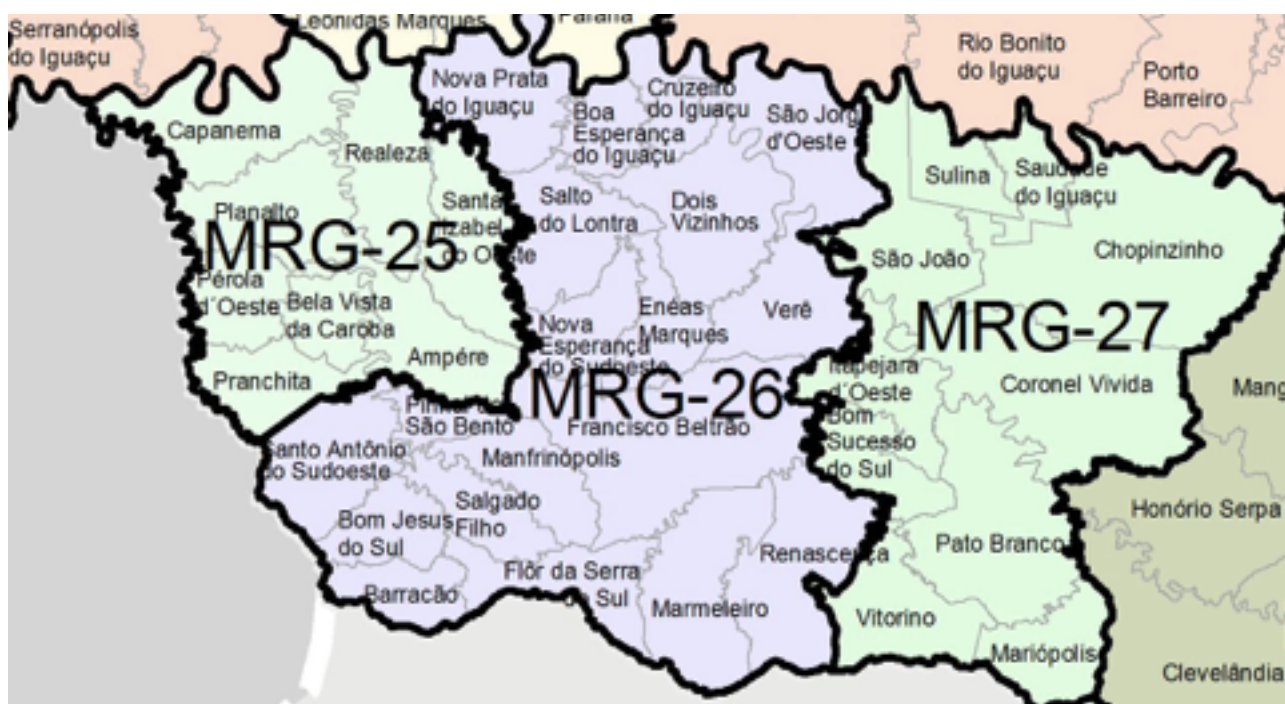 Serranópolis
do Iguaçu
Leônidas Marques
Paraná
Rio Bonito
do Iguaçu
Porto
Barreiro
Nova Prata
do Iguaçu
Boa
Esperança
do Iguaçu
Cruzeiro
do Iguaçu
São Jorg
d'Oeste
Capanema
Realeza
Sulina
Saudade
do Iguaçu
Planalto
Santa
Izabel
do Oeste
Salto
do Lontra
Dois
Vizinhos
MRG-25
São João
Chopinzinho
Pérola
d´Oeste
Bela Vista
da Caroba
Nova
Esperança
do Sudoeste
Enéas
Marques
Verê
MRG-27
Pranchita
Ampére
MRG-26
Itapejara
d´Oeste
Coronel Vivida
Mang
São Bento
Francisco Beltrão
Bom
Sucesso
do Sul
Santo Antônio
do Sudoeste
Manfrinópolis
Salgado
Filho
Honório Serpa
Bom Jesus
do Sul
Renascença
Pato Branco
Barracão
Flôr da Serra
do Sul
Marmeleiro
Vitorino
Mariópolis
Clevelândia